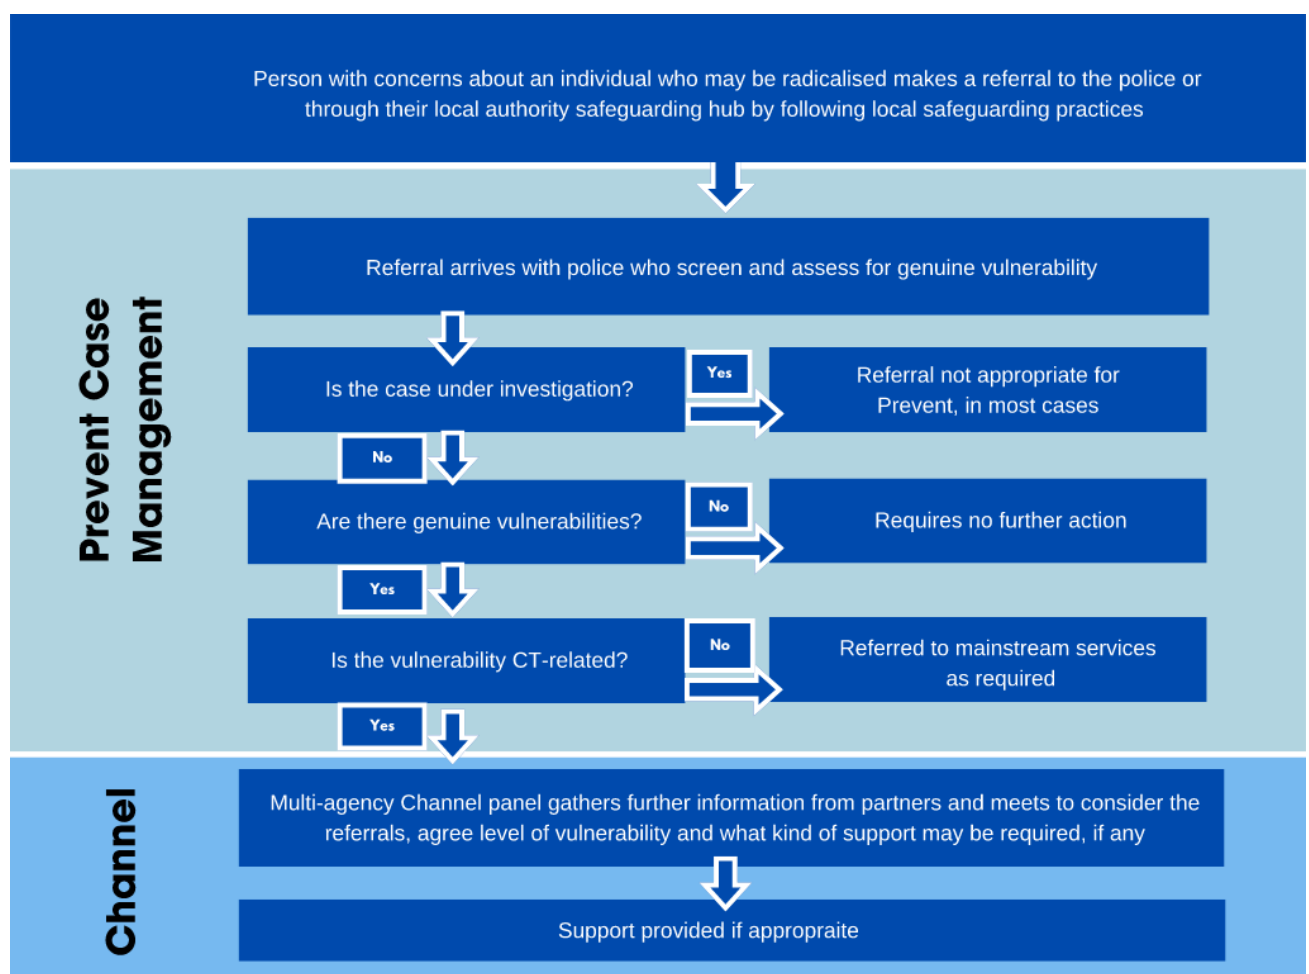 Person with concerns about an individual who may be radicalised makes a referral to the police or
through their local authority safeguarding hub by following local safeguarding practices
Prevent Case
Management
Referral arrives with police who screen and assess for genuine vulnerability
Is the case under investigation?
Yes
Referral not appropriate for
Prevent, in most cases
No
Are there genuine vulnerabilities?
No
Requires no further action
Yes
Is the vulnerability CT-related?
No
Referred to mainstream services
as required
Yes
Channel
Multi-agency Channel panel gathers further information from partners and meets to consider the
referrals, agree level of vulnerability and what kind of support may be required, if any
Support provided if appropraite